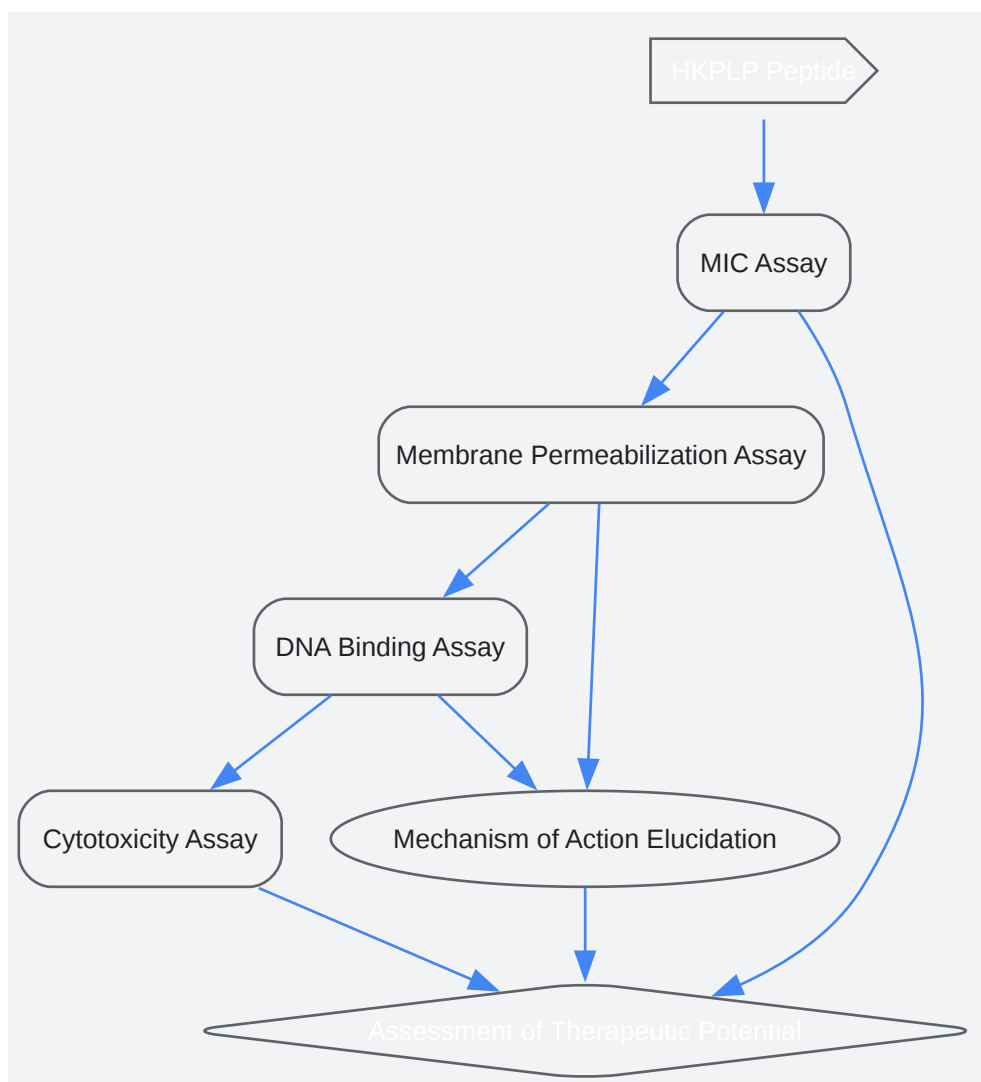 HKPLP Peptide
MIC Assay
Membrane Permeabilization Assay
DNA Binding Assay
Cytotoxicity Assay
Mechanism of Action Elucidation
Assessment of Therapeutic Potential